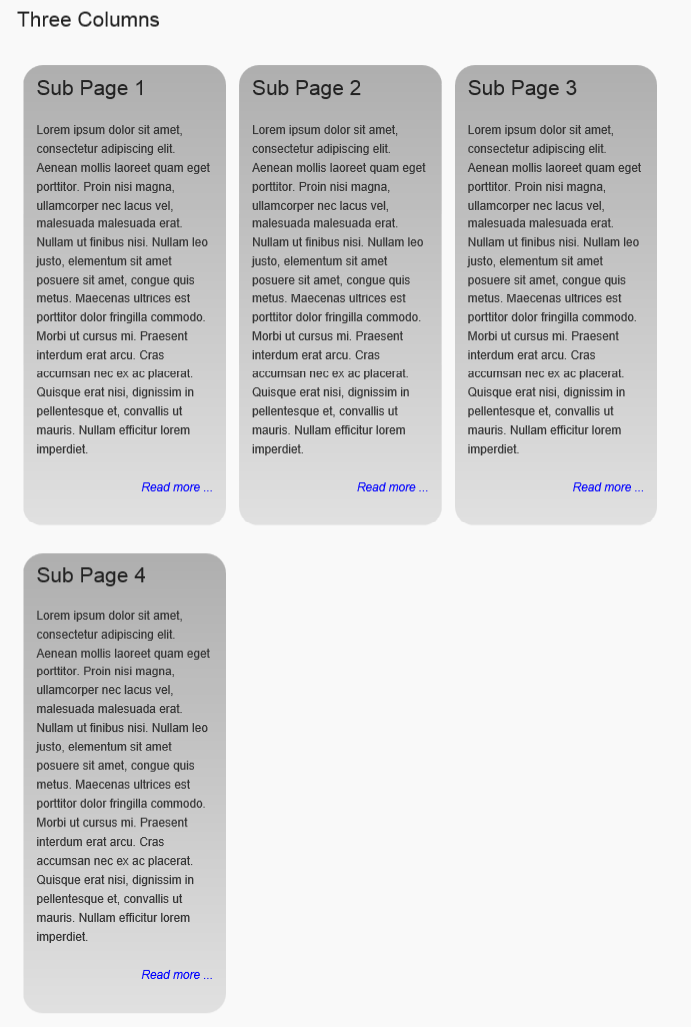 Three Columns
Sub Page 1
Lorem ipsum dolor sit amet,
consectetur adipiscing elit.
Aenean mollis laoreet quam eget
porttitor. Proin nisi magna,
ullamcorper nec lacus vel,
malesuada malesuada erat.
Nullam ut finibus nisi. Nullam leo
justo, elementum sit amet
posuere sit amet, congue quis
metus. Maecenas ultrices est
porttitor dolor fringilla commodo.
Morbi ut cursus mi. Praesent
interdum erat arcu. Cras
accumsan nec ex ac placerat.
Quisque erat nisi, dignissim in
pellentesque et, convallis ut
mauris. Nullam efficitur lorem
imperdiet.
Read more ...
Sub Page 2
Lorem ipsum dolor sit amet,
consectetur adipiscing elit.
Aenean mollis laoreet quam eget
porttitor. Proin nisi magna,
ullamcorper nec lacus vel,
malesuada malesuada erat.
Nullam ut finibus nisi. Nullam leo
justo, elementum sit amet
posuere sit amet, congue quis
metus. Maecenas ultrices est
porttitor dolor fringilla commodo.
Morbi ut cursus mi. Praesent
interdum erat arcu. Cras
accumsan nec ex ac placerat.
Quisque erat nisi, dignissim in
pellentesque et, convallis ut
mauris. Nullam efficitur lorem
imperdiet.
Read more ...
Sub Page 3
Lorem ipsum dolor sit amet,
consectetur adipiscing elit.
Aenean mollis laoreet quam eget
porttitor. Proin nisi magna,
ullamcorper nec lacus vel,
malesuada malesuada erat.
Nullam ut finibus nisi. Nullam leo
justo, elementum sit amet
posuere sit amet, congue quis
metus. Maecenas ultrices est
porttitor dolor fringilla commodo.
Morbi ut cursus mi. Praesent
interdum erat arcu. Cras
accumsan nec ex ac placerat.
Quisque erat nisi, dignissim in
pellentesque et, convallis ut
mauris. Nullam efficitur lorem
imperdiet.
Read more ...
Sub Page 4
Lorem ipsum dolor sit amet,
consectetur adipiscing elit.
Aenean mollis laoreet quam eget
porttitor. Proin nisi magna,
ullamcorper nec lacus vel,
malesuada malesuada erat.
Nullam ut finibus nisi. Nullam leo
justo, elementum sit amet
posuere sit amet, congue quis
metus. Maecenas ultrices est
porttitor dolor fringilla commodo.
Morbi ut cursus mi. Praesent
interdum erat arcu. Cras
accumsan nec ex ac placerat.
Quisque erat nisi, dignissim in
pellentesque et, convallis ut
mauris. Nullam efficitur lorem
imperdiet.
Read more ...